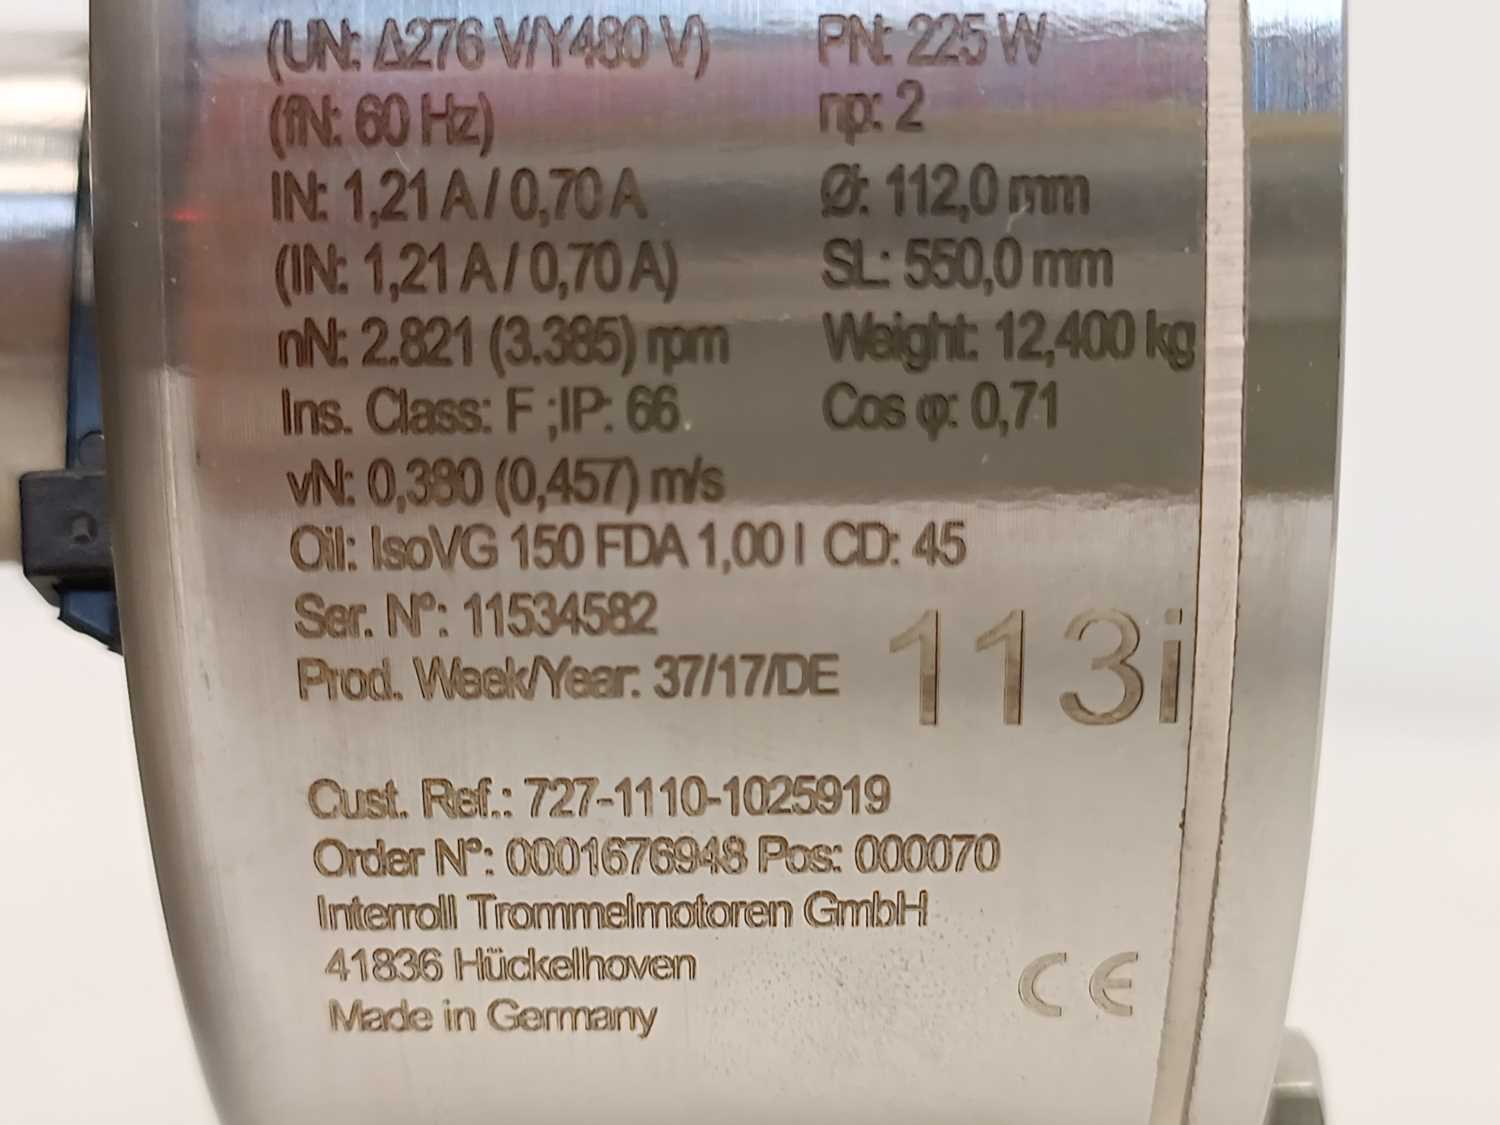 (UN: Δ276 V/Y480 V) PN: 225 W
(fN: 60 Hz) np: 2
IN: 1,21 A / 0,70 A Ø: 112,0 mm
(IN: 1,21 A / 0,70 A) SL: 550,0 mm
nN: 2.821 (3.385) rpm Weight: 12,400 kg
Ins. Class: F ;IP: 66 Cos φ: 0,71
vN: 0,380 (0,457) m/s
Oil: IsoVG 150 FDA 1,00 l CD: 45
Ser. N°: 11534582
Prod. Week/Year: 37/17/DE
113i
Cust. Ref.: 727-1110-1025919
Order N°: 0001676948 Pos: 000070
Interroll Trommelmotoren GmbH
41836 Hückelhoven
Made in Germany
CE